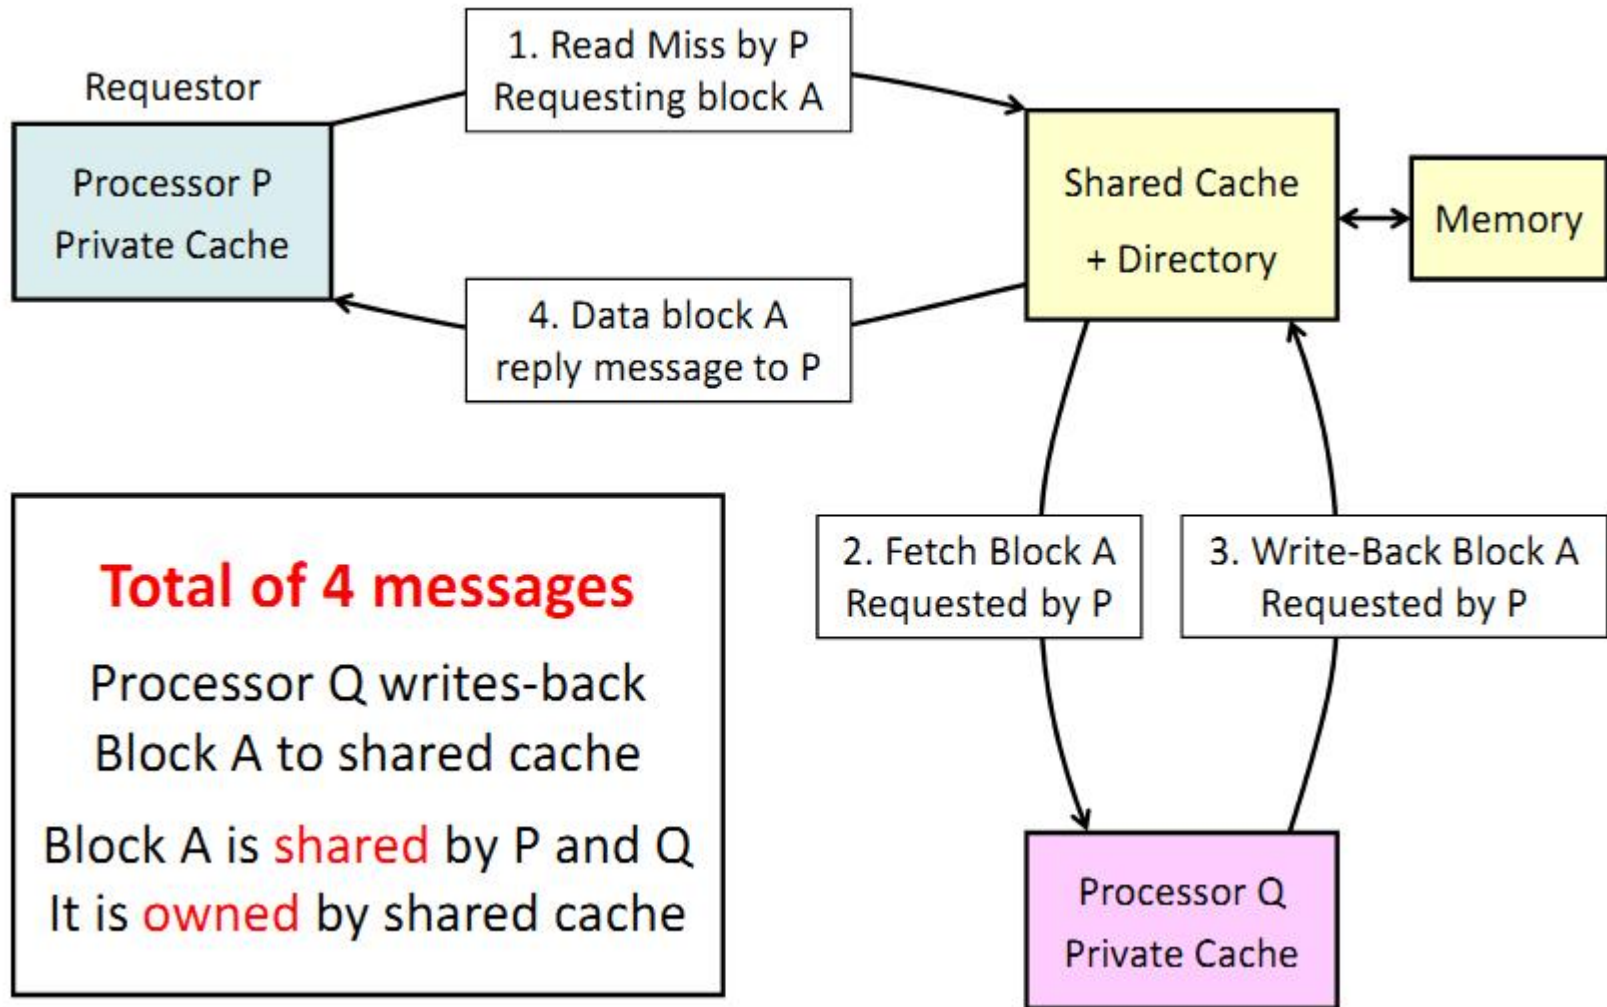 1. Read Miss by P
Requesting block A
Requestor
Processor P
Private Cache
Shared Cache
+ Directory
Memory
4. Data block A
reply message to P
2. Fetch Block A
Requested by P
3. Write-Back Block A
Requested by P
Total of 4 messages
Processor Q writes-back
Block A to shared cache
Block A is shared by P and Q
It is owned by shared cache
Processor Q
Private Cache